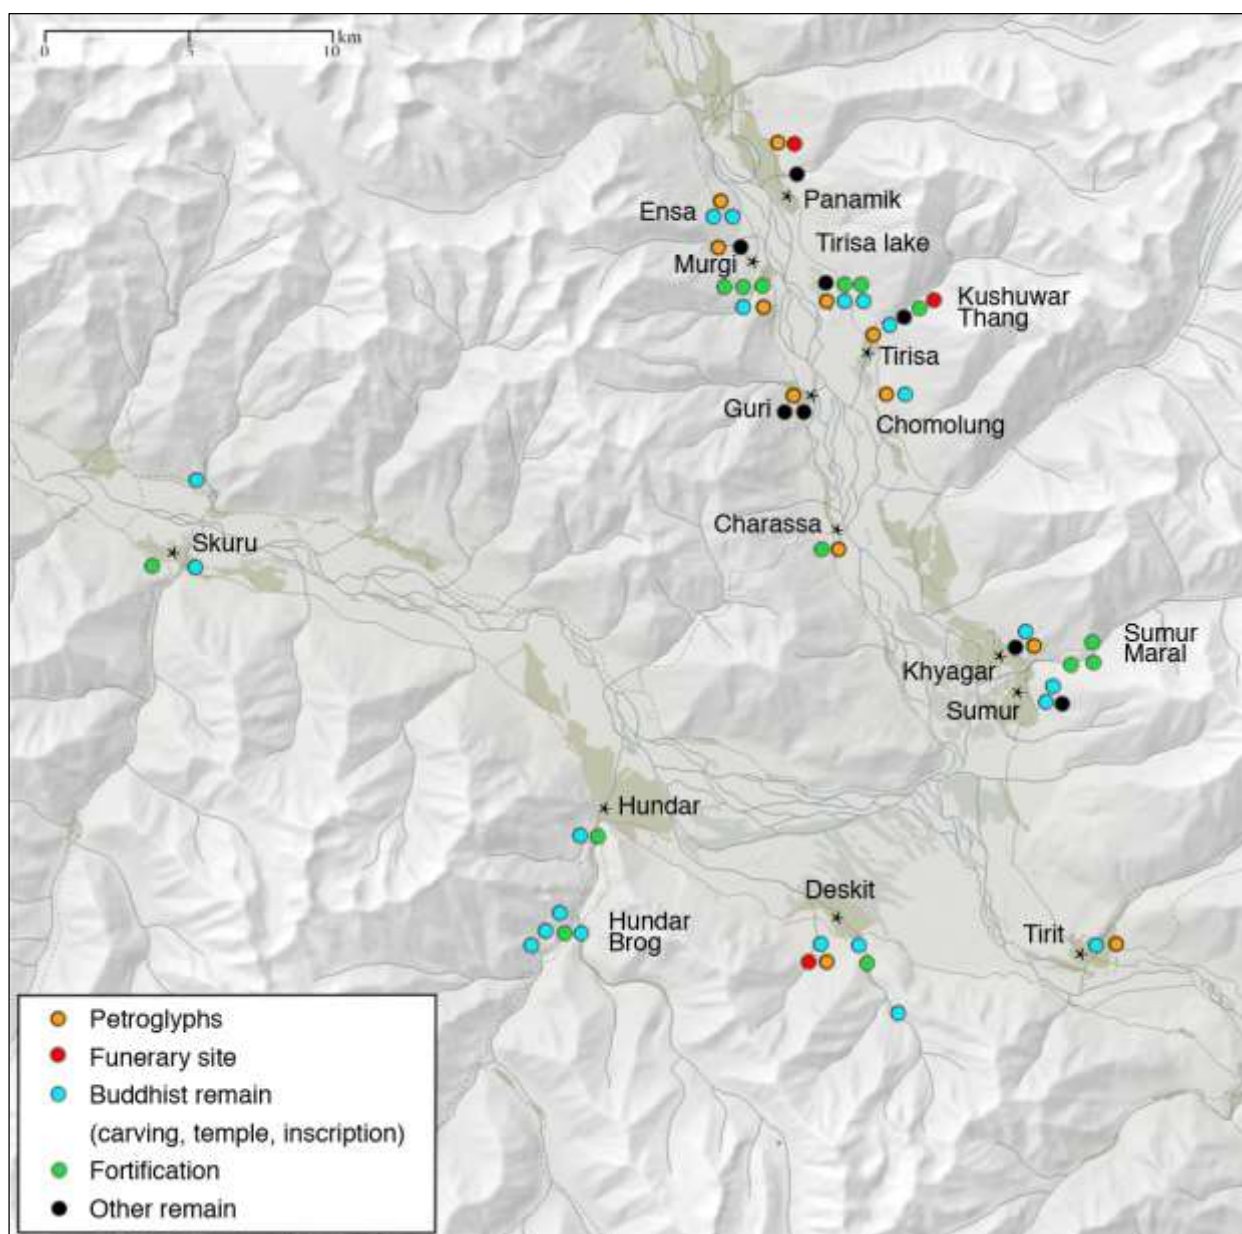 km
0 5 10
Panamik
Ensa
Tirisa lake
Murgi
Kushuwar
Thang
Tirisa
Guri
Chomolung
Charassa
Skuru
Sumur
Maral
Khyagar
Sumur
Hundar
Deskit
Hundar
Brog
Tirit
Petroglyphs
Funerary site
Buddhist remain
(carving, temple, inscription)
Fortification
Other remain